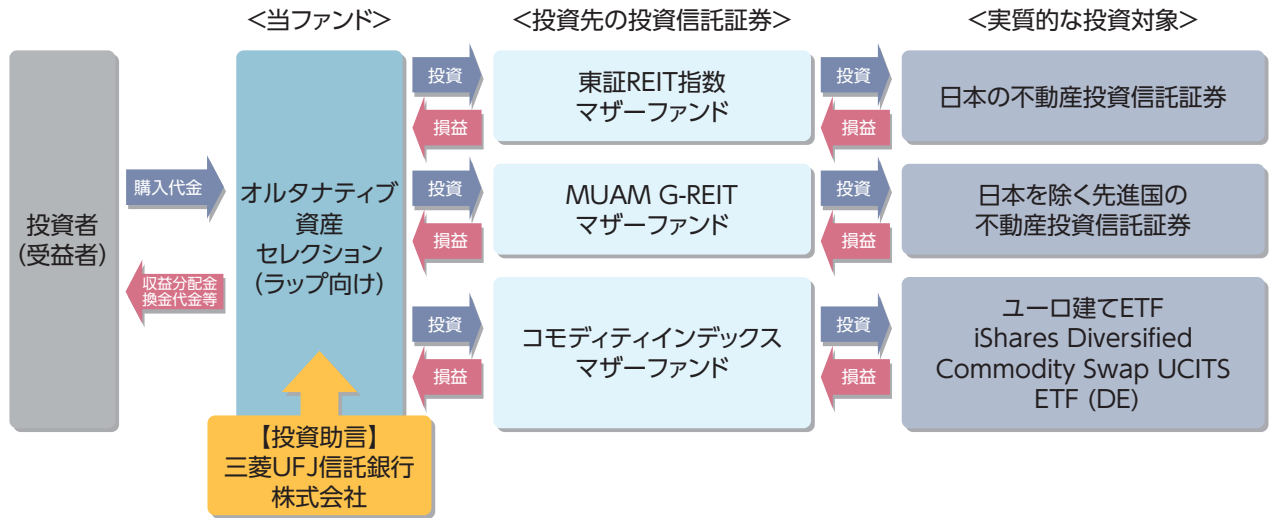 <当ファンド>
<投資先の投資信託証券>
<実質的な投資対象>
投資者
(受益者)
購入代金
収益分配金
換金代金等
オルタナティブ
資産
セレクション
(ラップ向け)
【投資助言】
三菱UFJ信託銀行
株式会社
投資
損益
東証REIT指数
マザーファンド
投資
損益
日本の不動産投資信託証券
投資
損益
MUAM G-REIT
マザーファンド
投資
損益
日本を除く先進国の
不動産投資信託証券
投資
損益
コモディティインデックス
マザーファンド
投資
損益
ユーロ建てETF
iShares Diversified
Commodity Swap UCITS
ETF (DE)